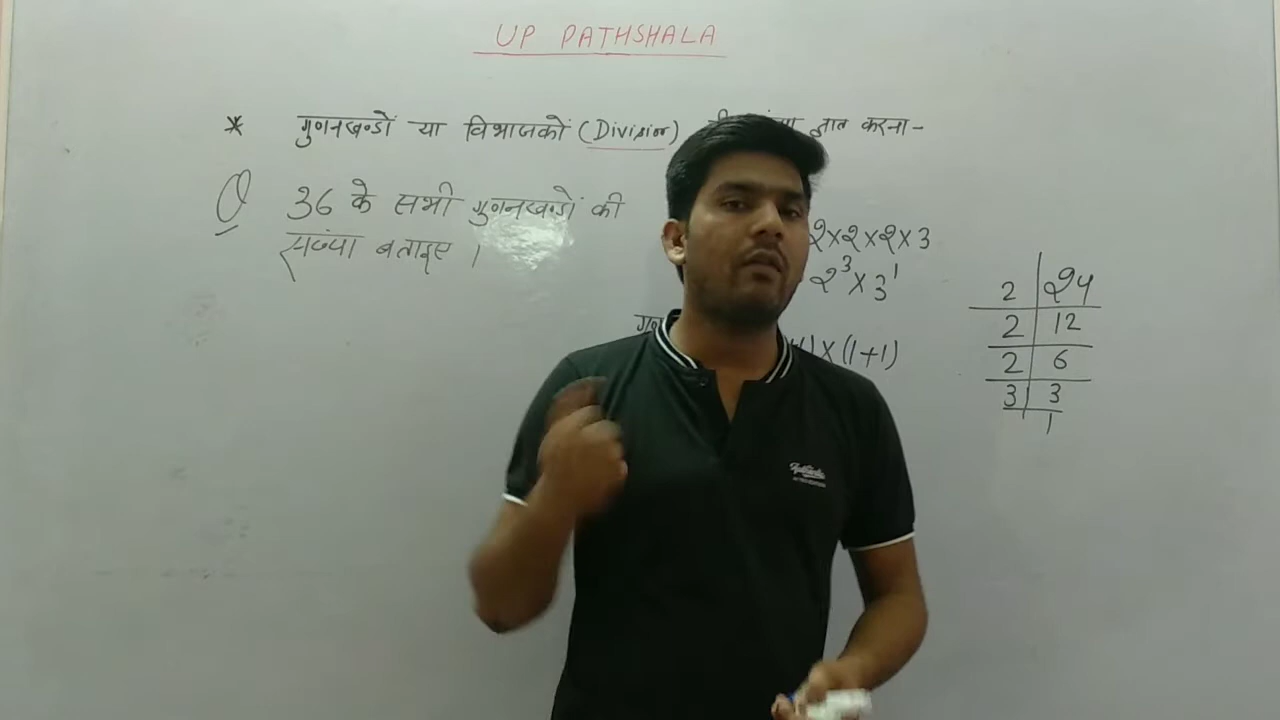 UP PATHSHALA
* गुणनखण्डों या विभाजकों (Division) ज्ञात करना-
Q 36 के सभी गुणनखण्डों की
संख्या बताइए ।
2×2×2×3
2³×3¹
×(1+1)
2 24
2 12
2 6
3 3
1